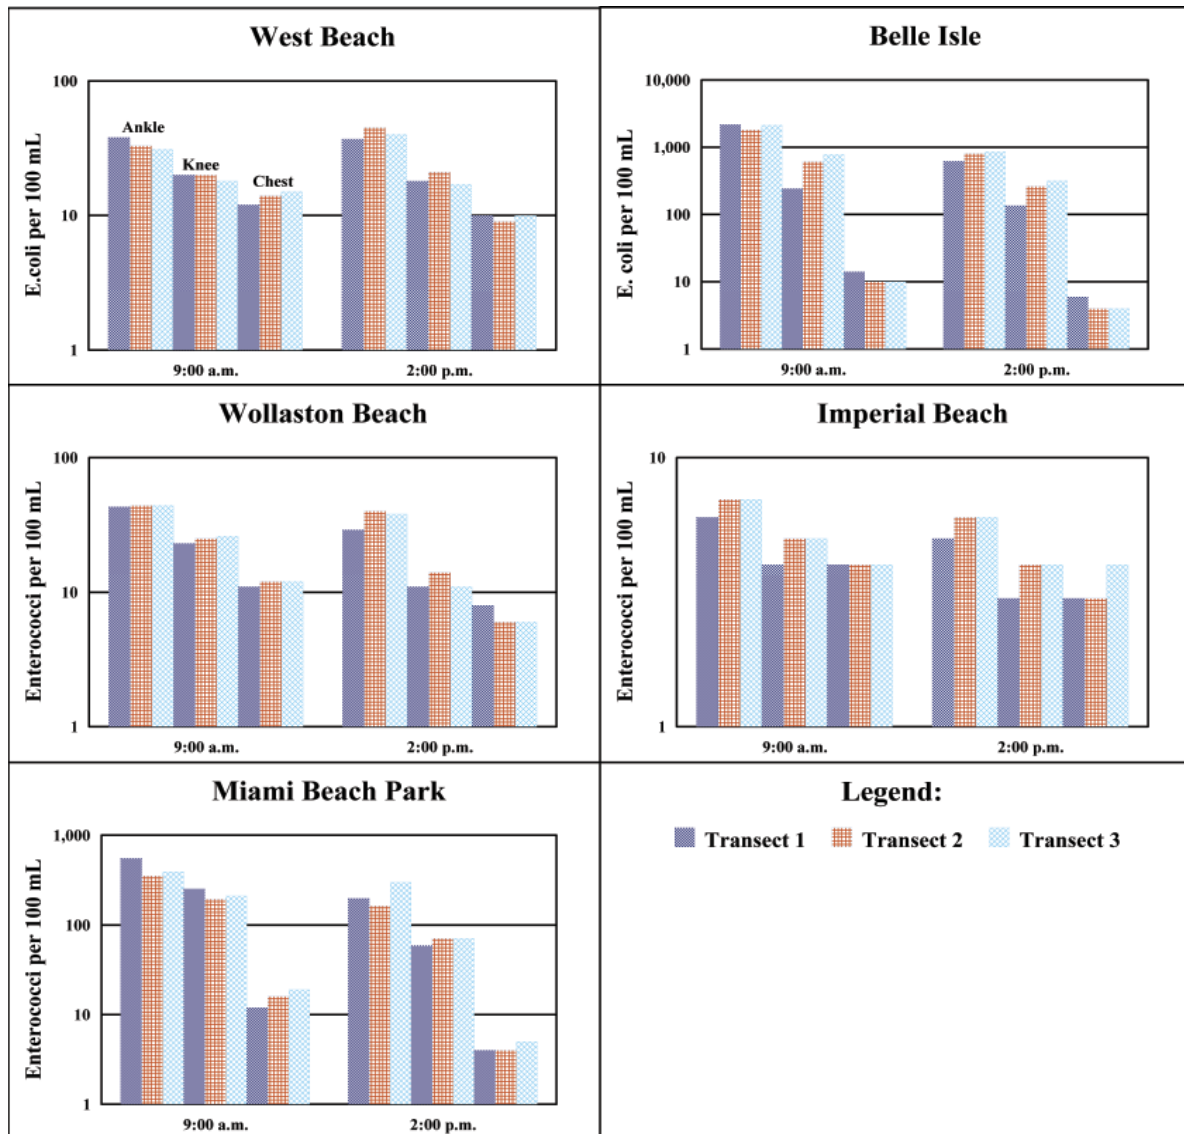 West Beach
E.coli per 100 mL
100
10
1
Ankle
Knee
Chest
9:00 a.m.
2:00 p.m.
Belle Isle
E. coli per 100 mL
10,000
1,000
100
10
1
9:00 a.m.
2:00 p.m.
Wollaston Beach
Enterococci per 100 mL
100
10
1
9:00 a.m.
2:00 p.m.
Imperial Beach
Enterococci per 100 mL
10
1
9:00 a.m.
2:00 p.m.
Miami Beach Park
Enterococci per 100 mL
1,000
100
10
1
9:00 a.m.
2:00 p.m.
Legend:
Transect 1 Transect 2 Transect 3